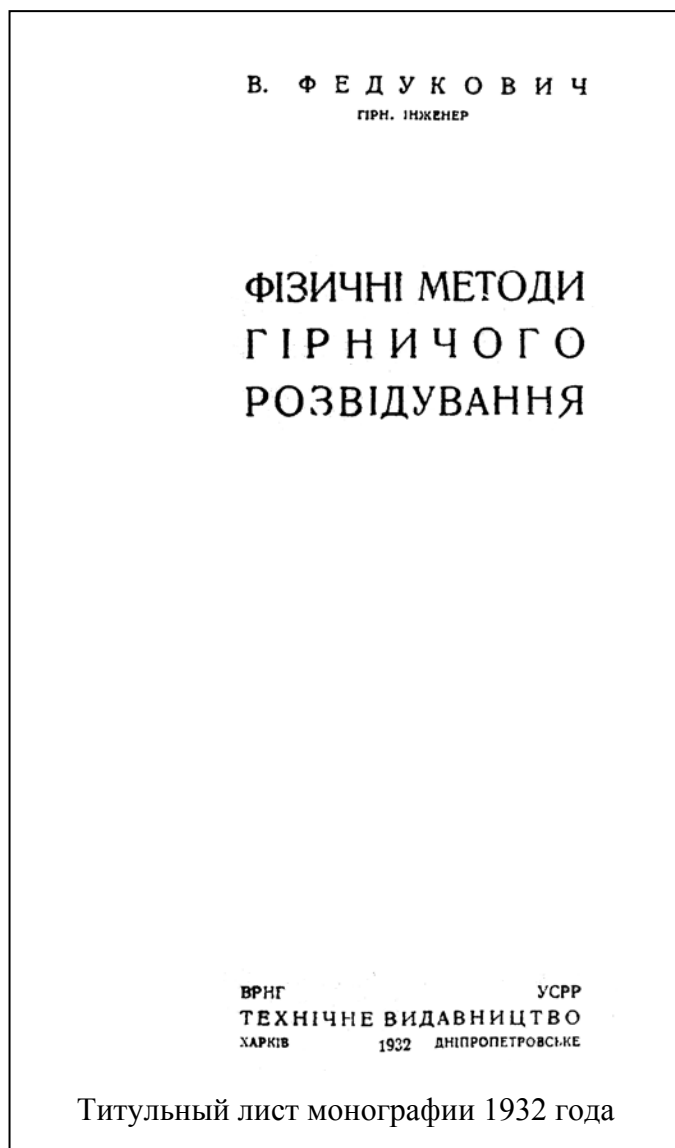 В. ФЕДУКОВИЧ
ГІРН. ІНЖЕНЕР
ФІЗИЧНІ МЕТОДИ
ГІРНИЧОГО
РОЗВІДУВАННЯ
ВРНГ УСРР
ТЕХНІЧНЕ ВИДАВНИЦТВО
ХАРКІВ 1932 ДНІПРОПЕТРОВСЬКЕ
Титульный лист монографии 1932 года